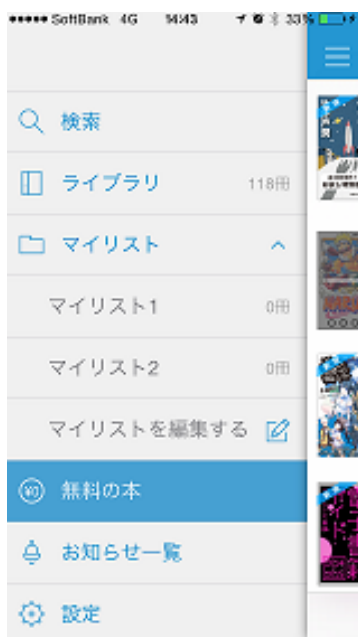 SoftBank 4G 14:43 33%
検索
ライブラリ 118冊
マイリスト
マイリスト1 0冊
マイリスト2 0冊
マイリストを編集する
¥0 無料の本
お知らせ一覧
設定